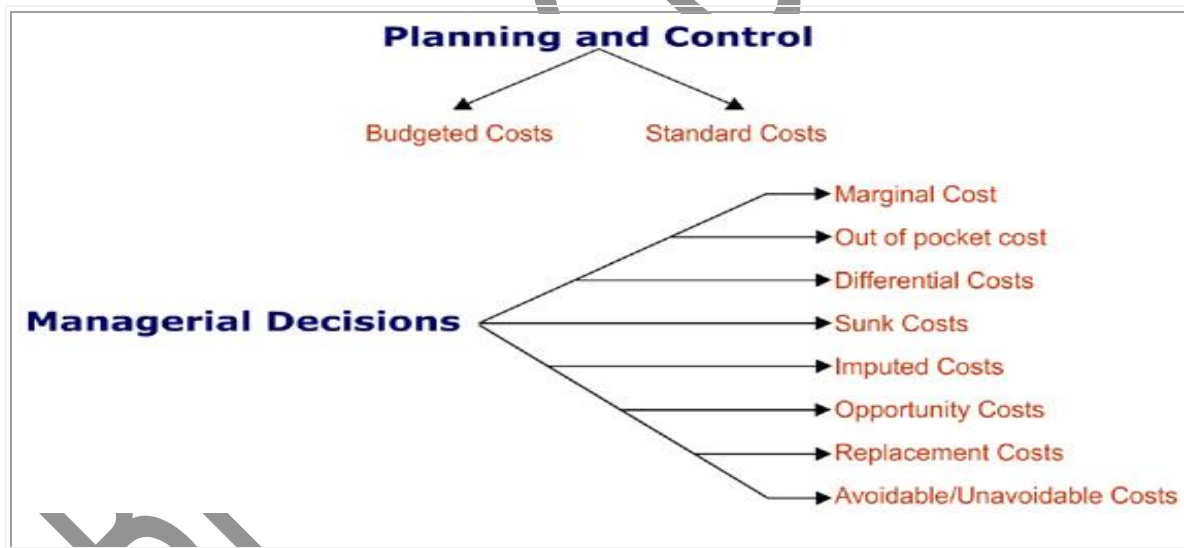 Planning and Control
Budgeted Costs
Standard Costs
Marginal Cost
Out of pocket cost
Differential Costs
Managerial Decisions
Sunk Costs
Imputed Costs
Opportunity Costs
Replacement Costs
Avoidable/Unavoidable Costs